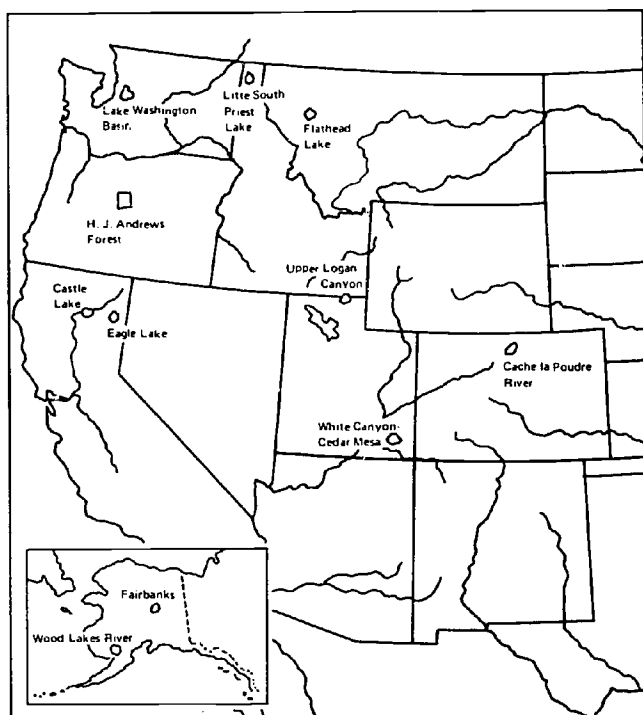 Lake Washington
Basin.
Litte South
Priest
Lake
Flathead
Lake
H. J. Andrews
Forest
Upper Logan
Canyon
Castle
Lake
Eagle Lake
Cache la Poudre
River
White Canyon-
Cedar Mesa
Fairbanks
Wood Lakes River